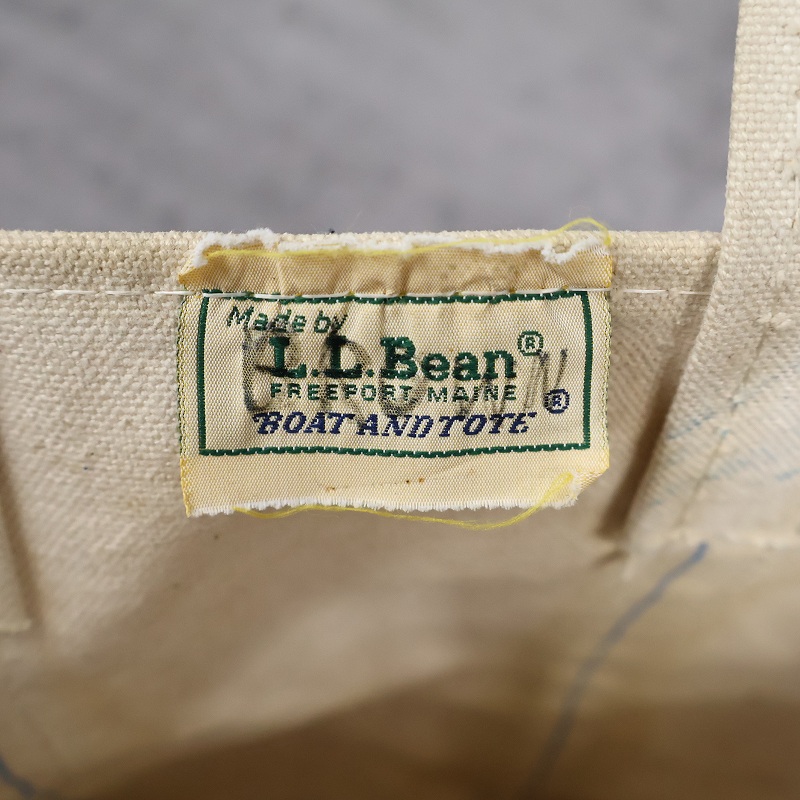 Made by
L.L.Bean®
FREEPORT, MAINE
BOAT AND TOTE®